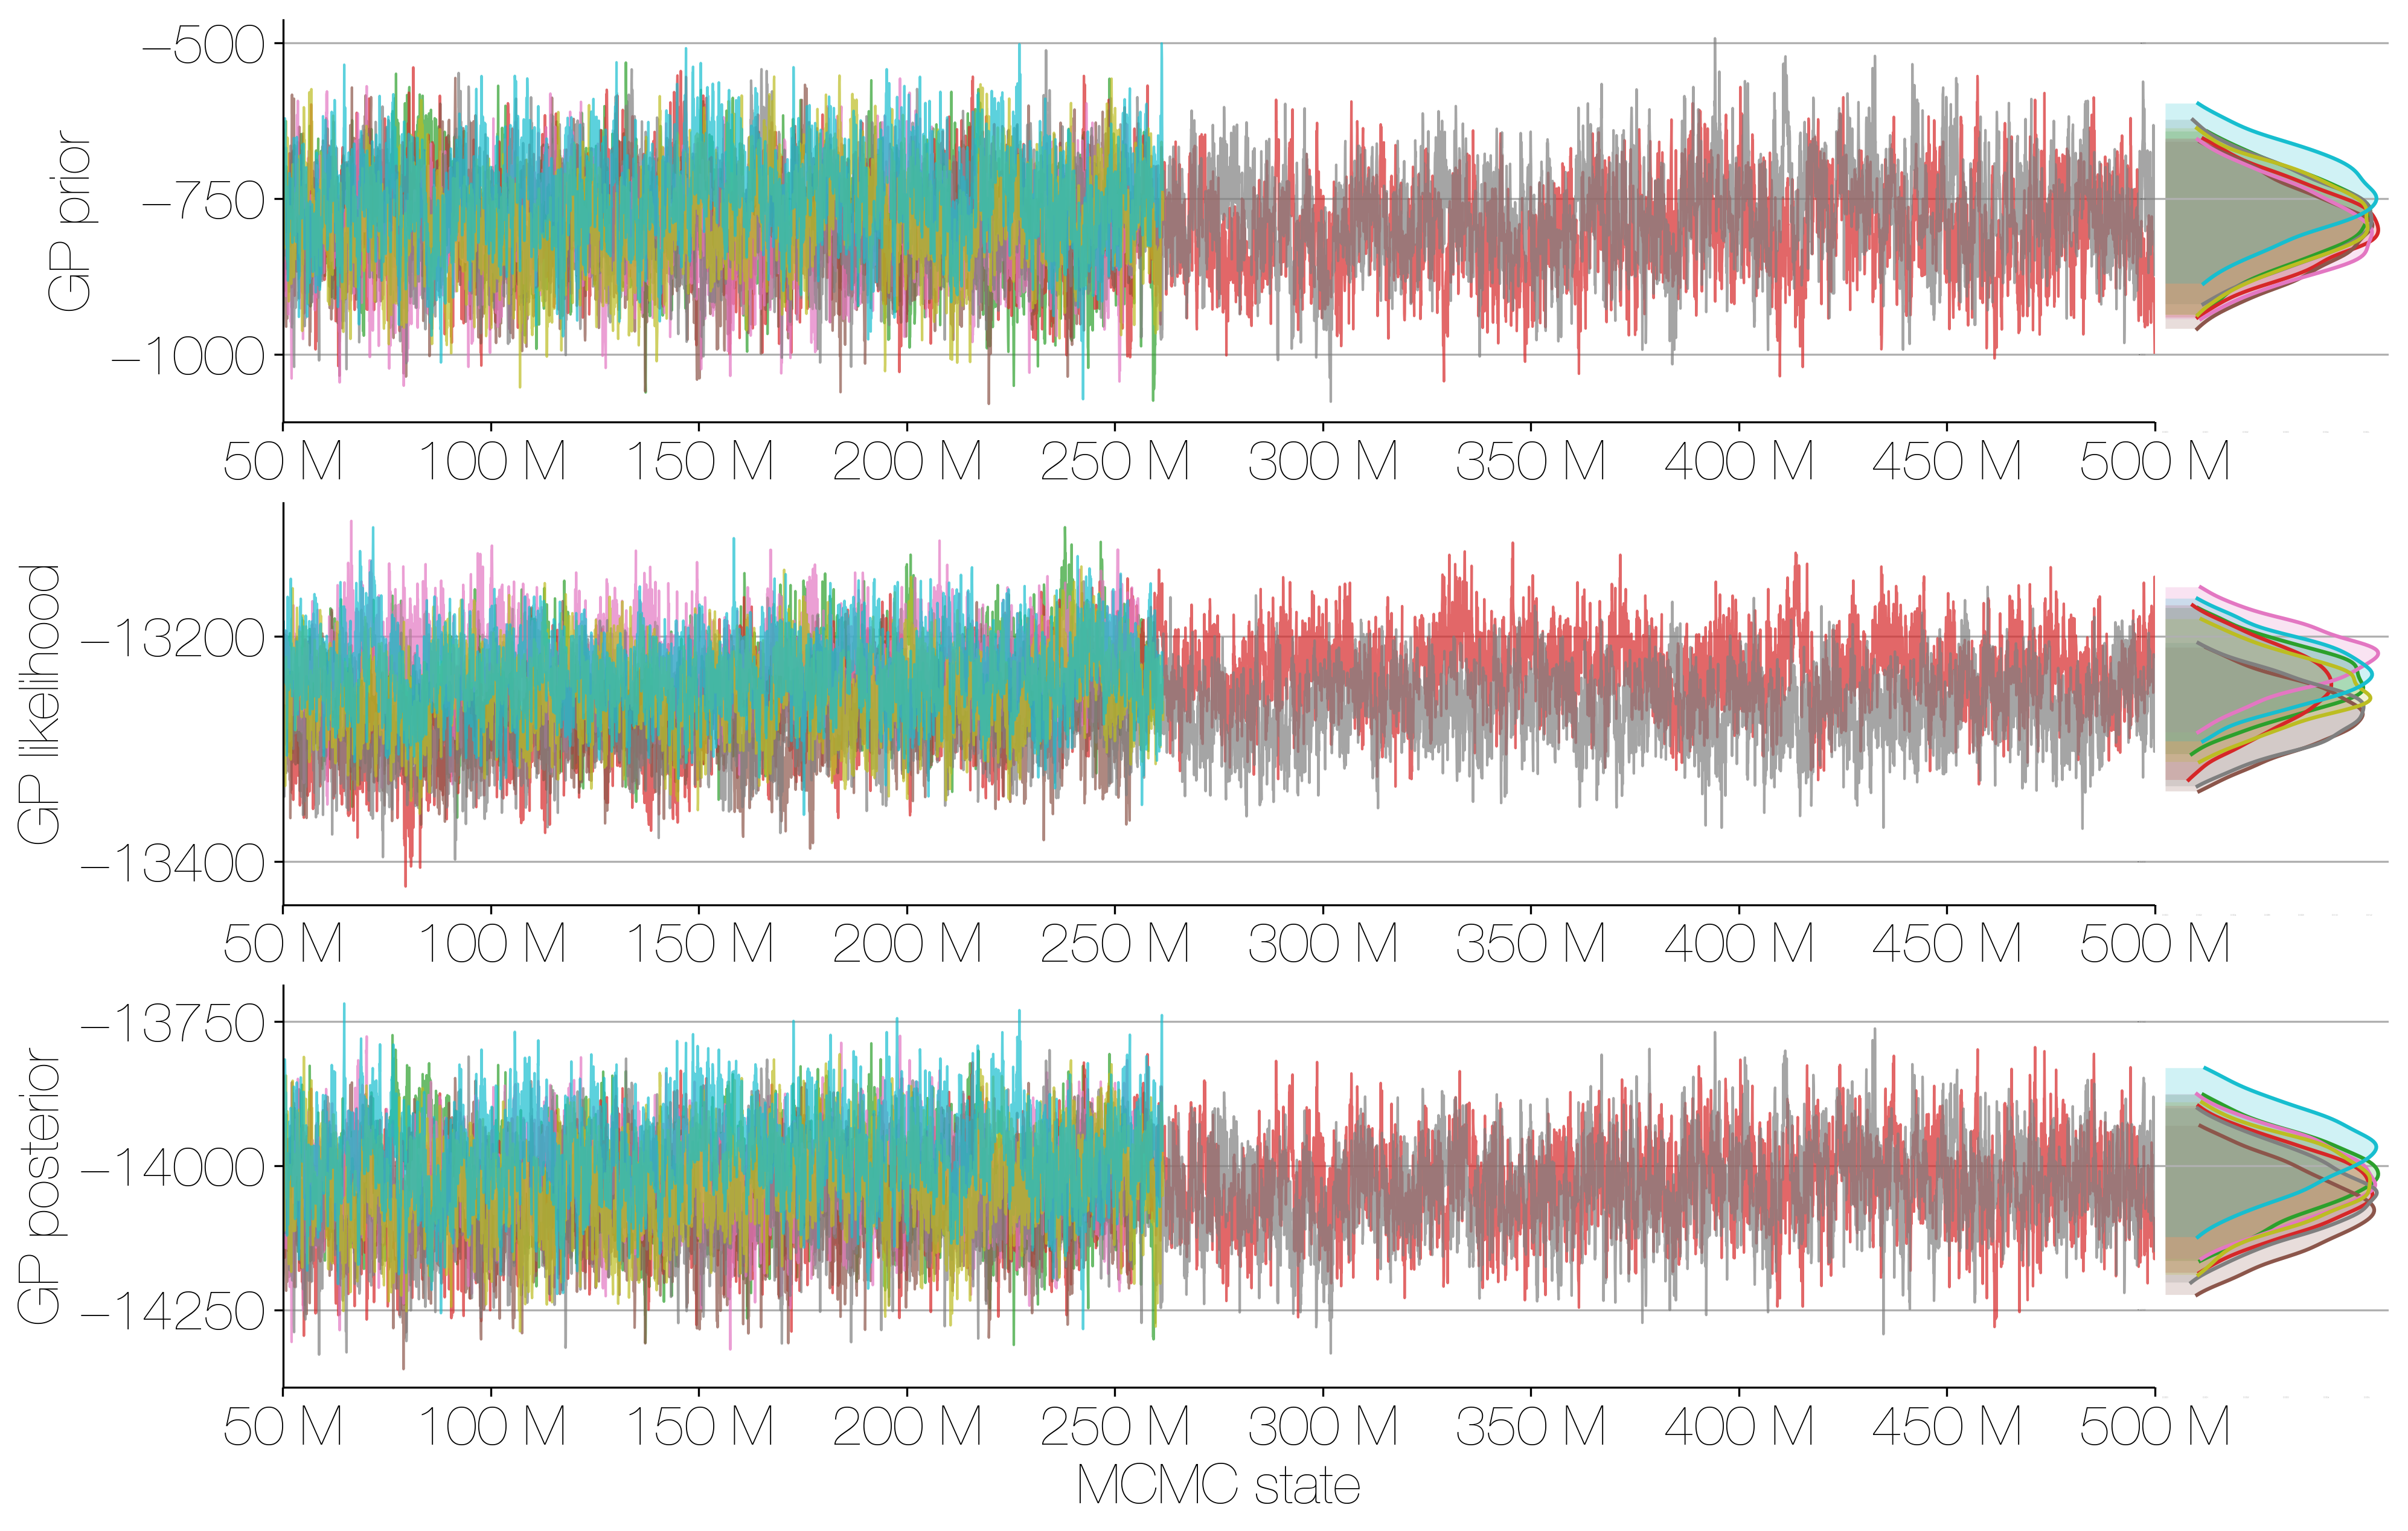 GP prior
−500
−750
−1000
50 M 100 M 150 M 200 M 250 M 300 M 350 M 400 M 450 M 500 M
GP likelihood
−13200
−13400
50 M 100 M 150 M 200 M 250 M 300 M 350 M 400 M 450 M 500 M
GP posterior
−13750
−14000
−14250
50 M 100 M 150 M 200 M 250 M 300 M 350 M 400 M 450 M 500 M
MCMC state